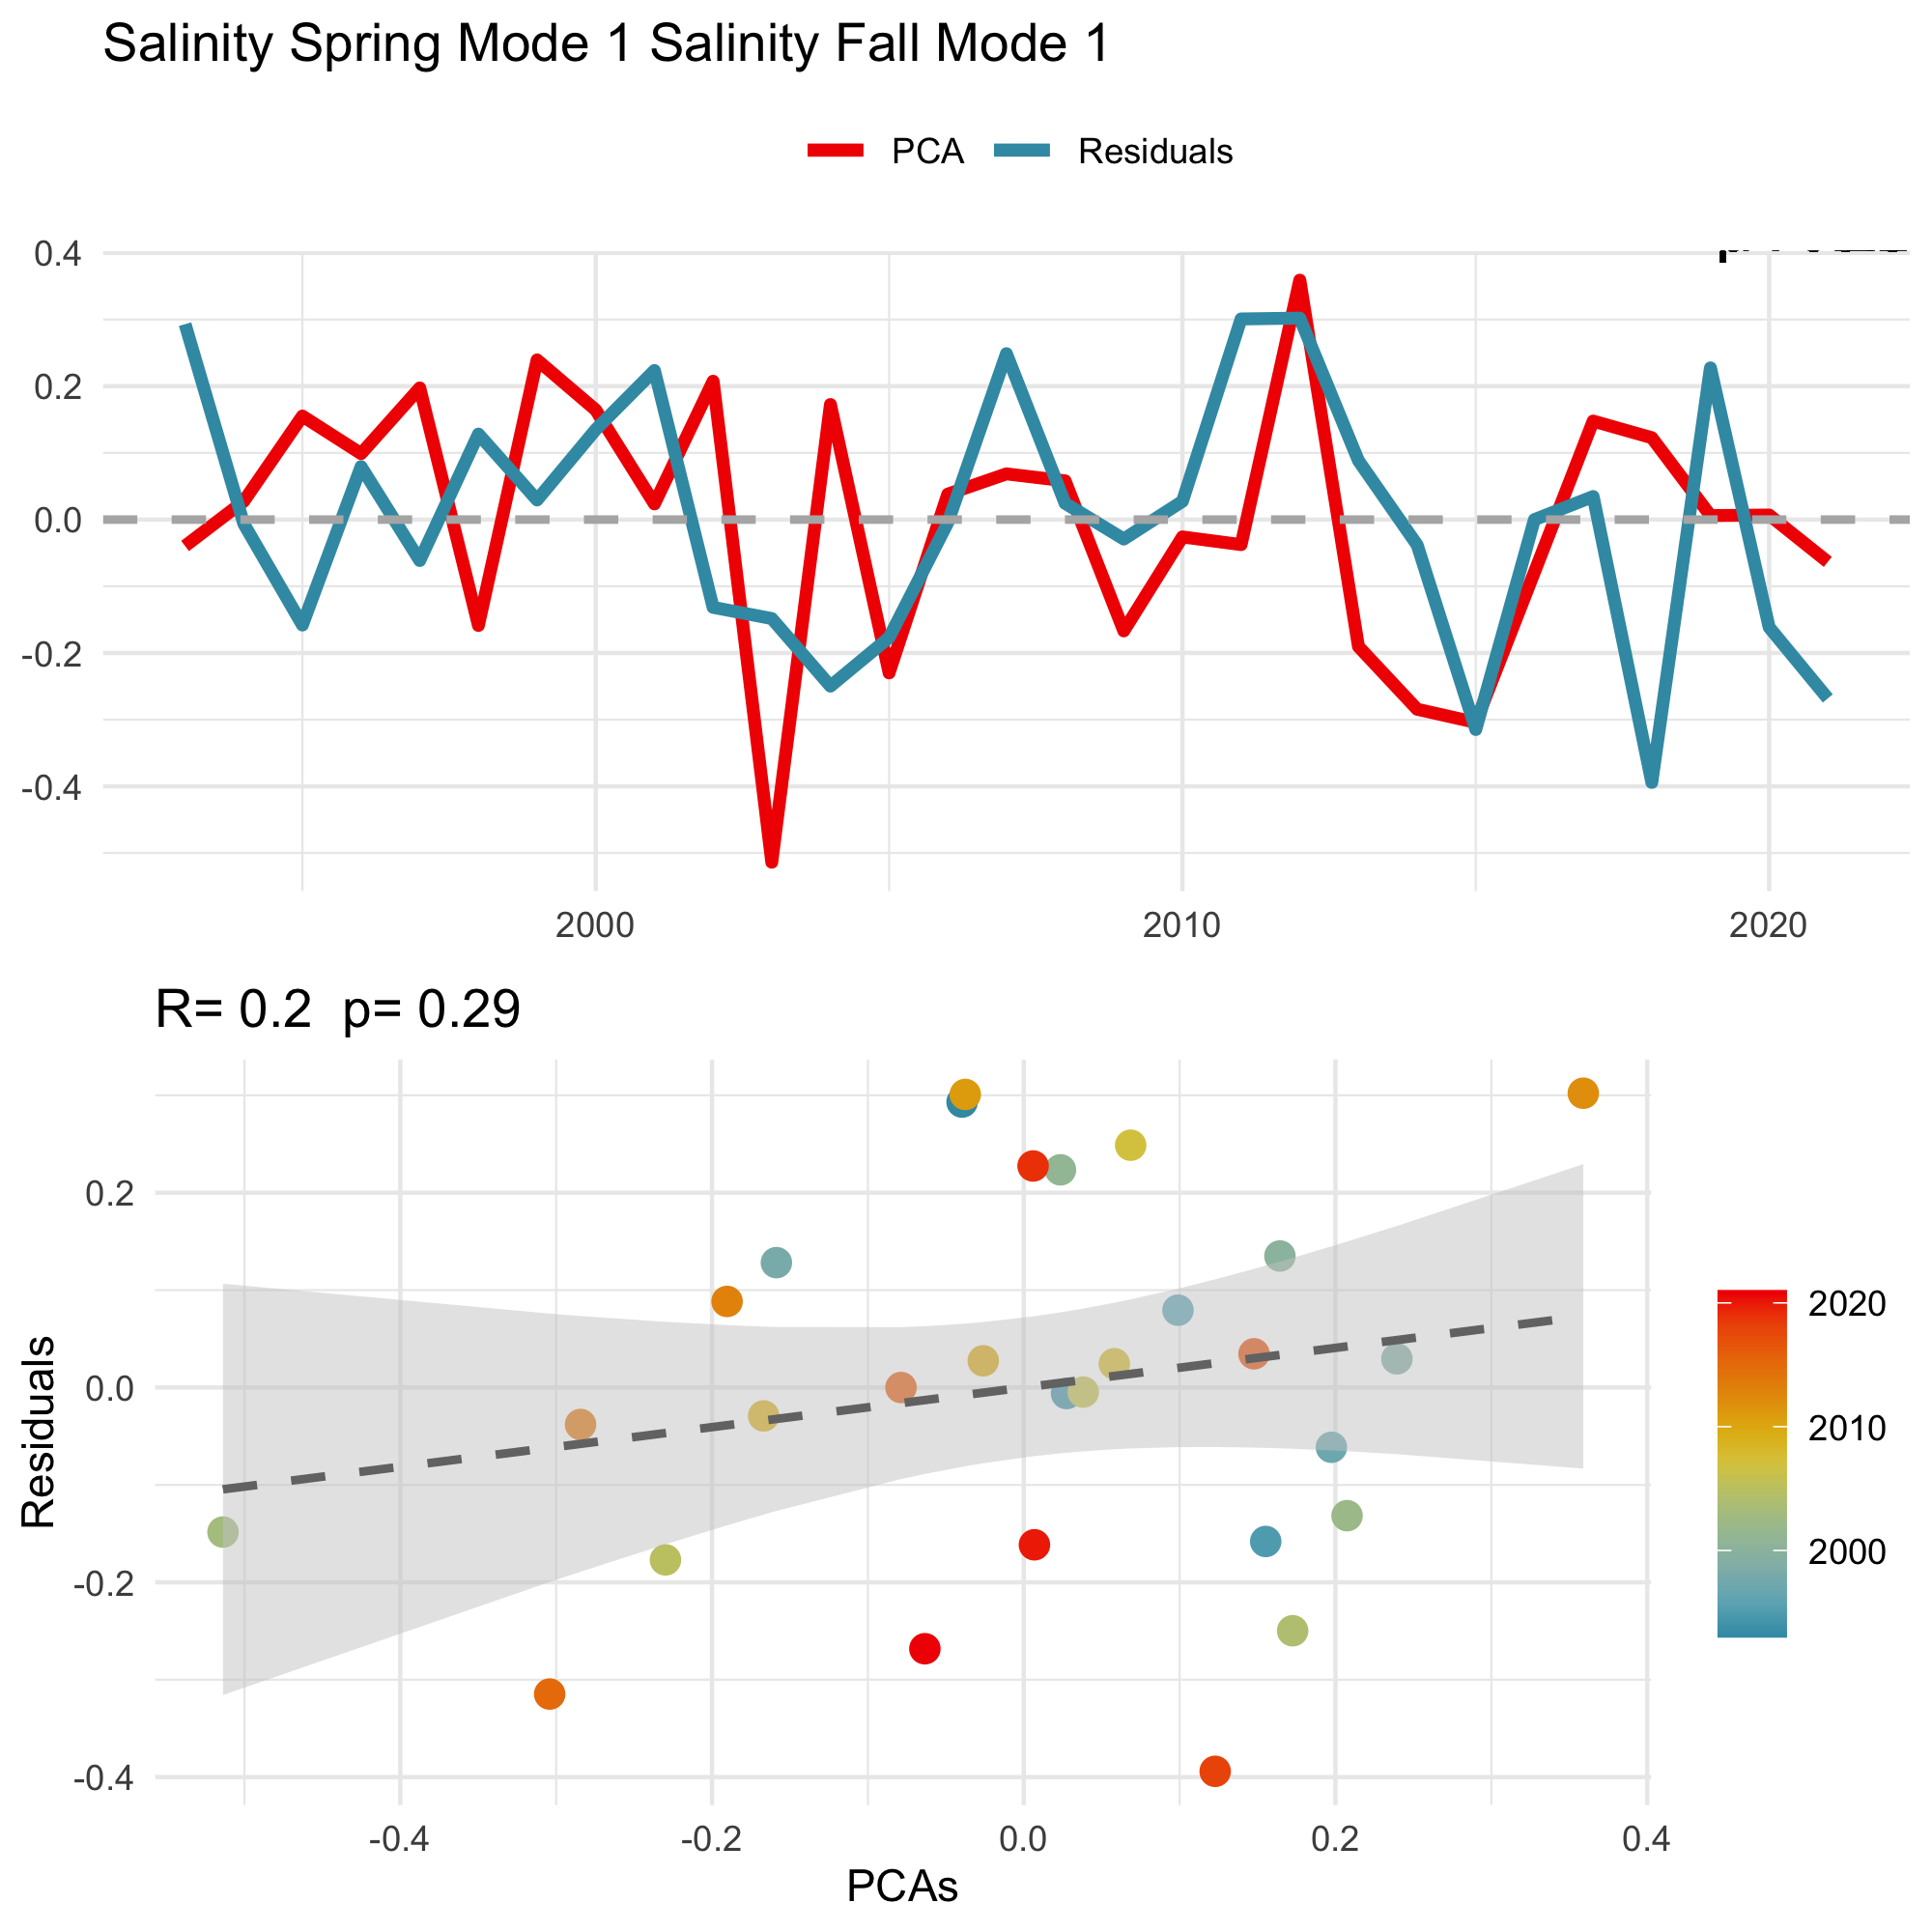 Salinity Spring Mode 1 Salinity Fall Mode 1
PCA Residuals
0.4
0.2
0.0
-0.2
-0.4
2000 2010 2020
R= 0.2 p= 0.29
Residuals
0.2
0.0
-0.2
-0.4
-0.4 -0.2 0.0 0.2 0.4
PCAs
2020
2010
2000